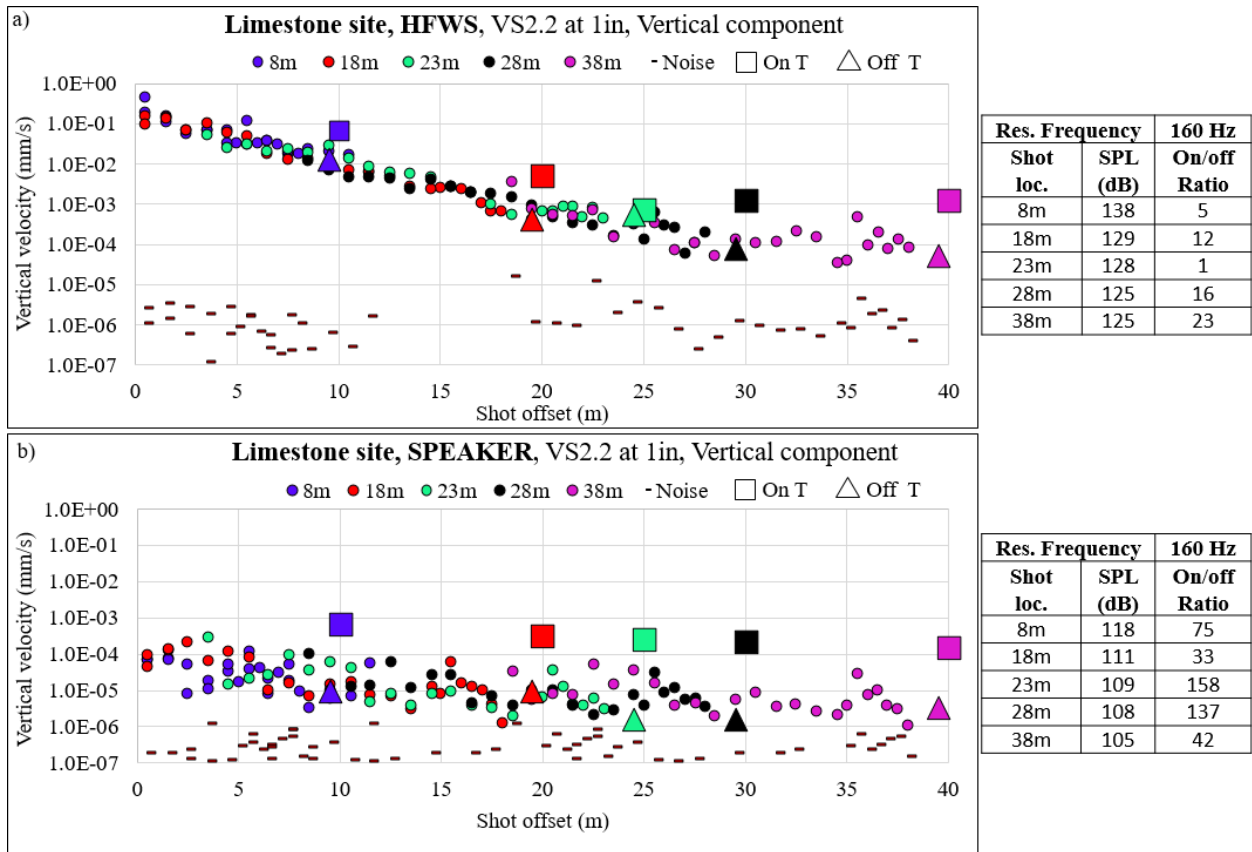 a)
Limestone site, HFWS, VS2.2 at 1in, Vertical component
8m 18m 23m 28m 38m Noise On T Off T
Vertical velocity (mm/s)
1.0E+00
1.0E-01
1.0E-02
1.0E-03
1.0E-04
1.0E-05
1.0E-06
1.0E-07
0 5 10 15 20 25 30 35 40
Shot offset (m)
Res. Frequency 160 Hz
Shot loc. SPL (dB) On/off Ratio
8m 138 5
18m 129 12
23m 128 1
28m 125 16
38m 125 23
b)
Limestone site, SPEAKER, VS2.2 at 1in, Vertical component
8m 18m 23m 28m 38m Noise On T Off T
Vertical velocity (mm/s)
1.0E+00
1.0E-01
1.0E-02
1.0E-03
1.0E-04
1.0E-05
1.0E-06
1.0E-07
0 5 10 15 20 25 30 35 40
Shot offset (m)
Res. Frequency 160 Hz
Shot loc. SPL (dB) On/off Ratio
8m 118 75
18m 111 33
23m 109 158
28m 108 137
38m 105 42